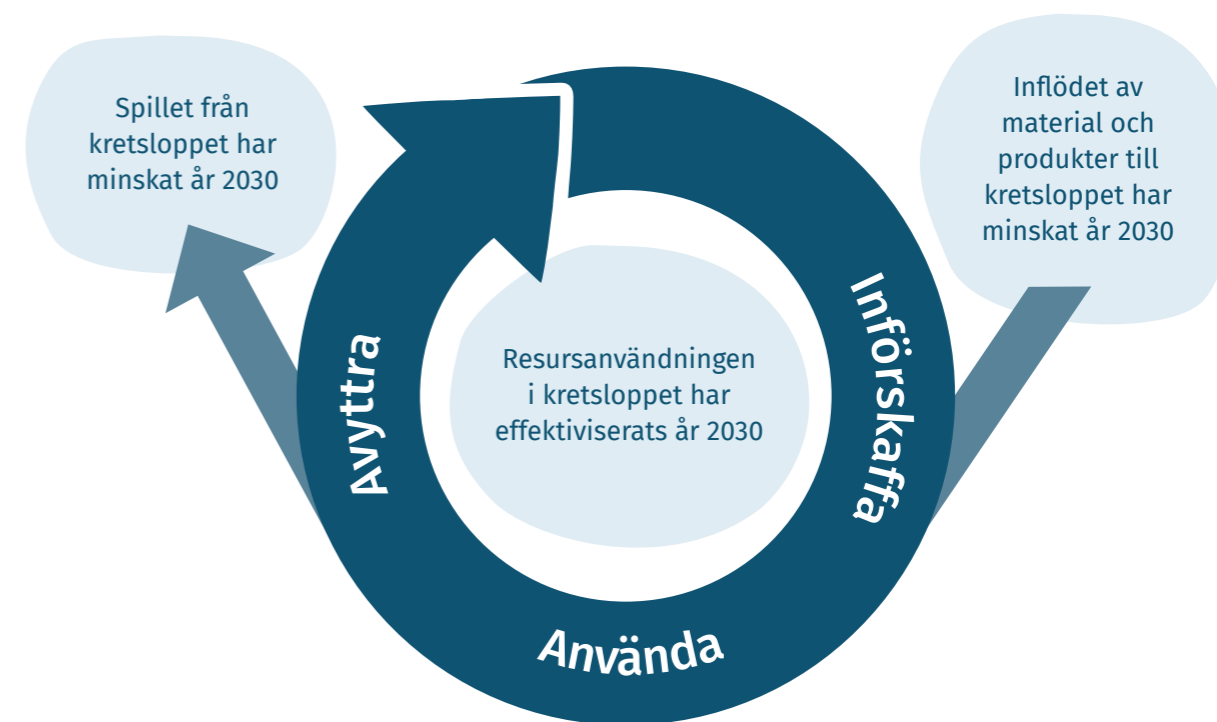 Spillet från
kretsloppet har
minskat år 2030
Inflödet av
material och
produkter till
kretsloppet har
minskat år 2030
Resursanvändningen
i kretsloppet har
effektiviserats år 2030
Införskaffa
Använda
Avyttra